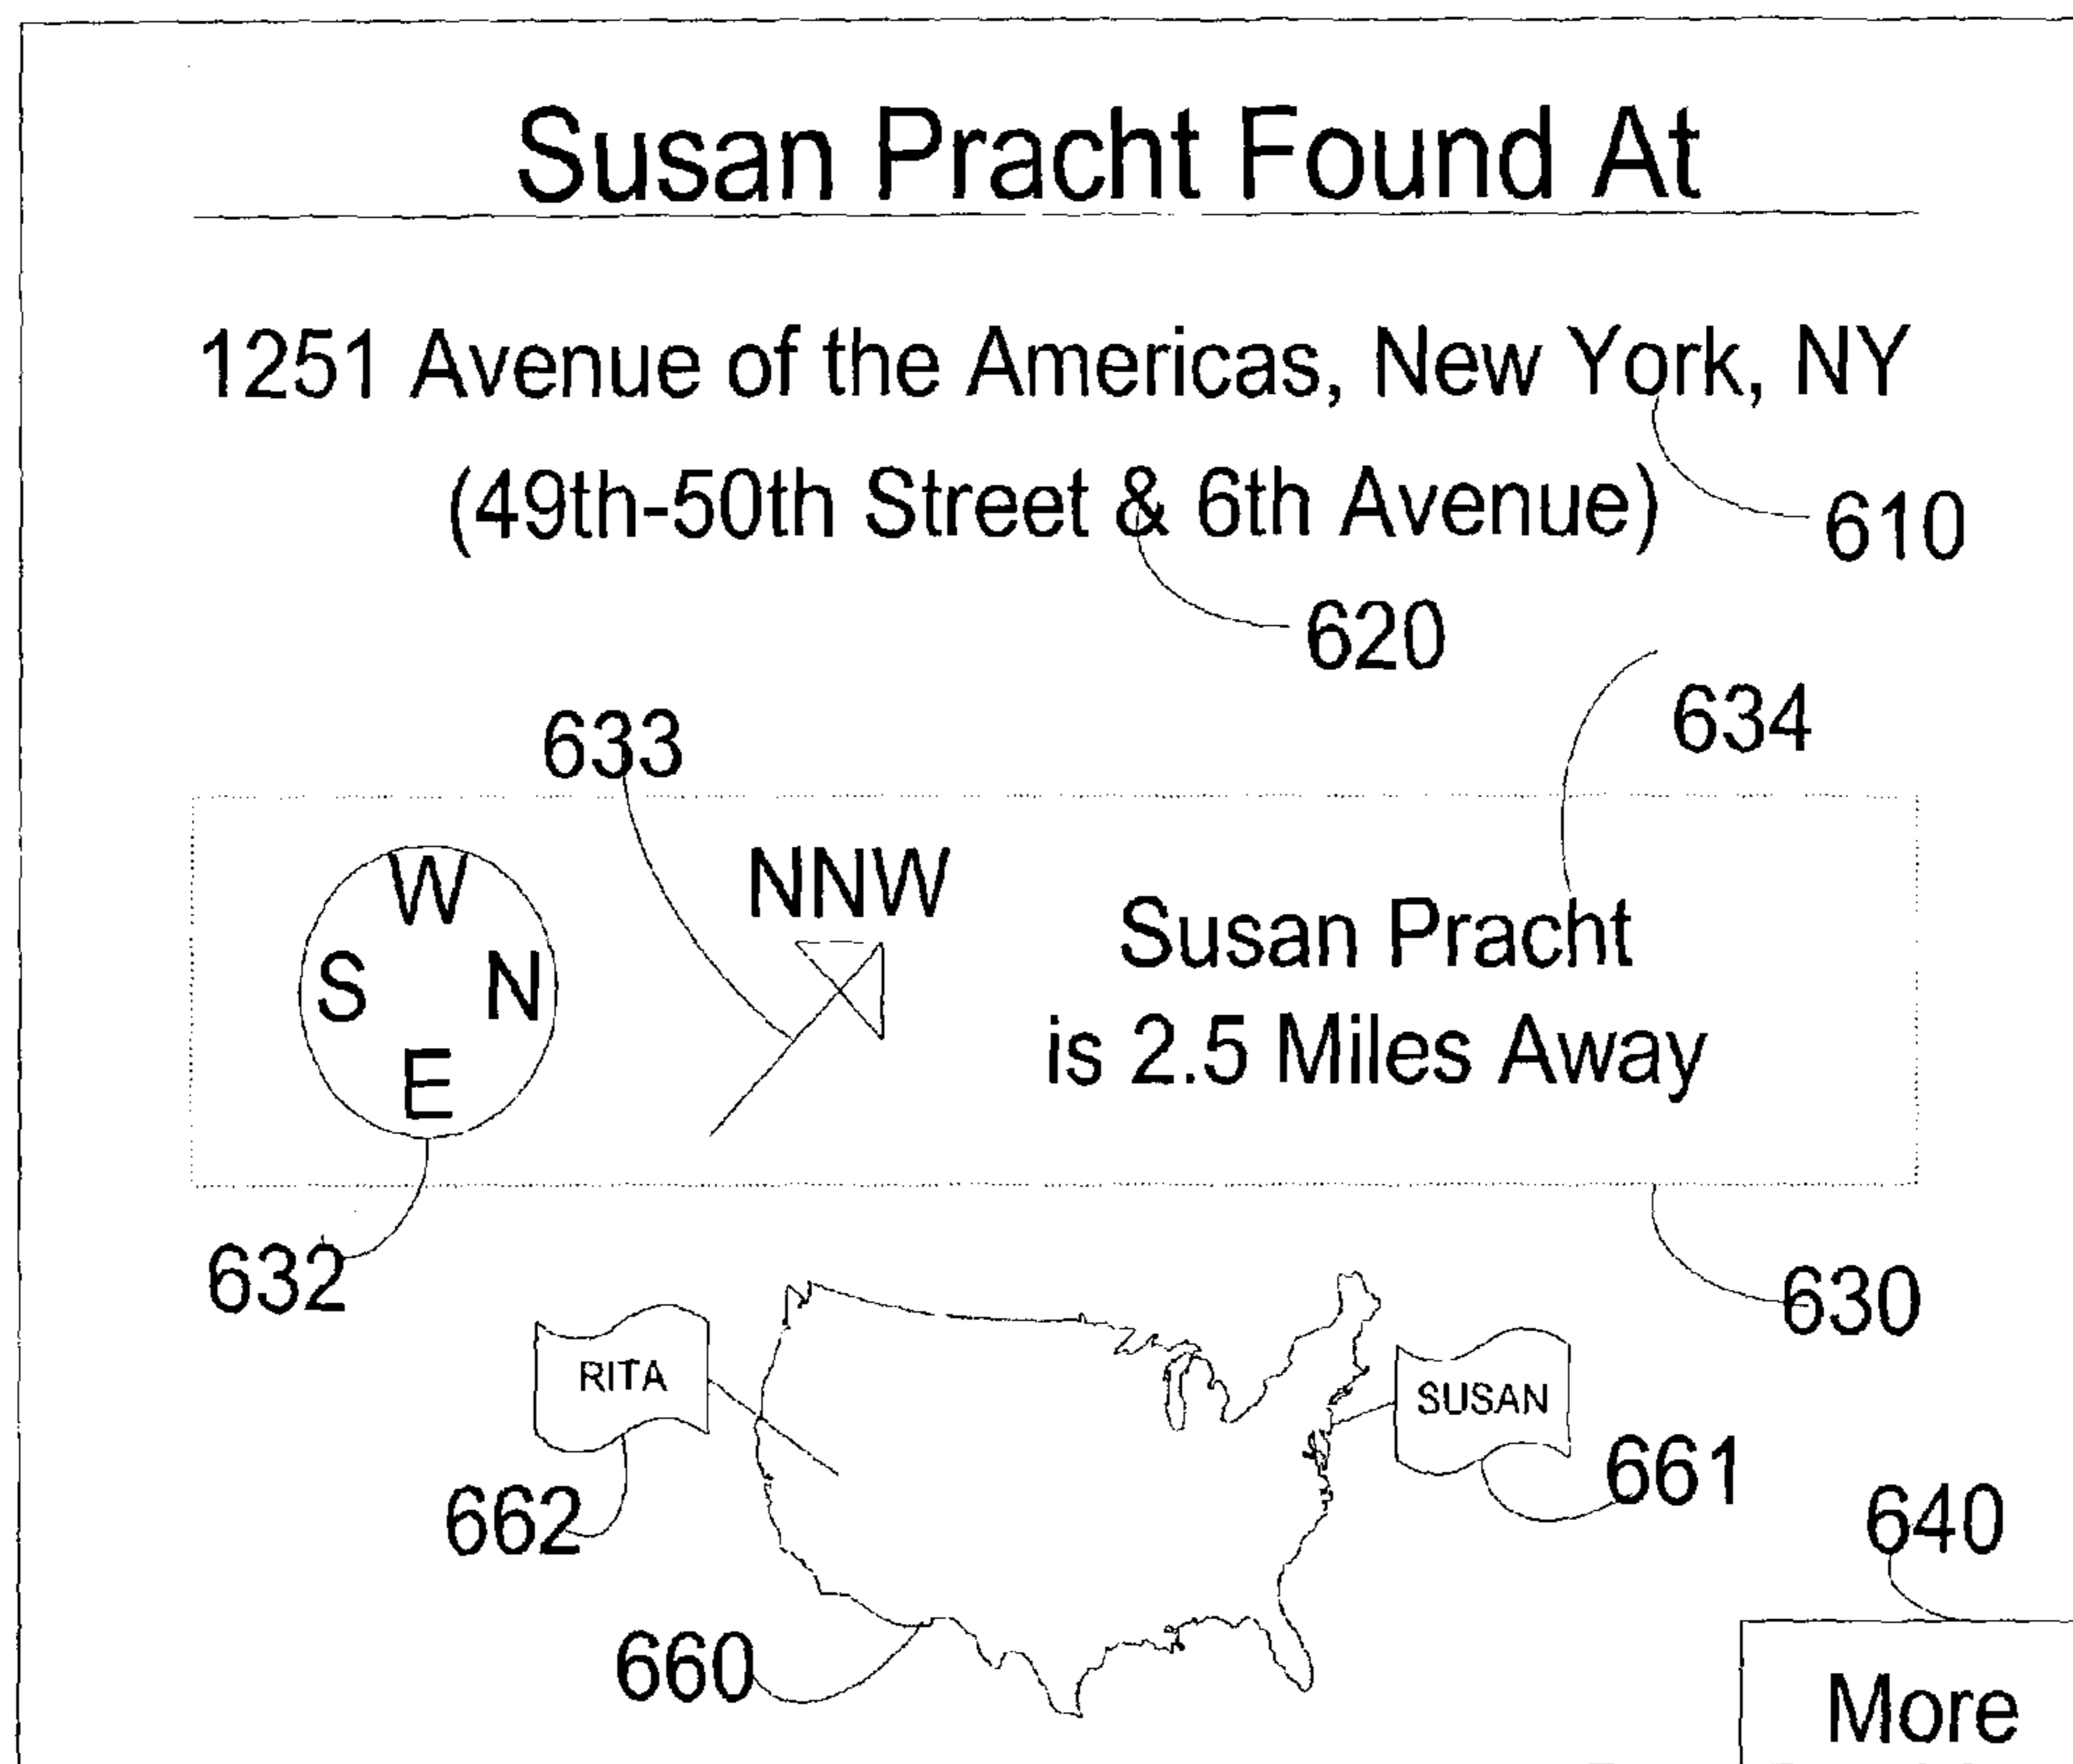 Susan Pracht Found At
1251 Avenue of the Americas, New York, NY
(49th-50th Street & 6th Avenue)
610
620
634
633
W
NNW
S N
E
Susan Pracht
is 2.5 Miles Away
632
630
RITA
SUSAN
662
661
640
660
More